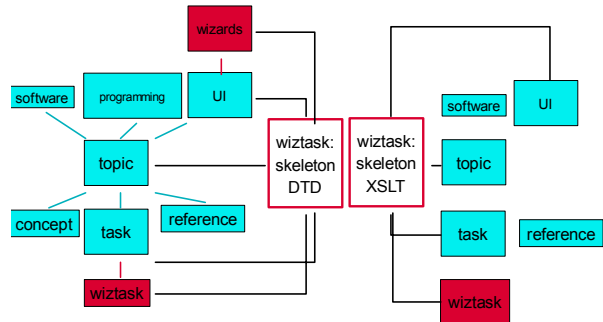 wizards
software
programming
UI
topic
concept
task
reference
wiztask
wiztask:
skeleton
DTD
wiztask:
skeleton
XSLT
software
UI
topic
task
reference
wiztask